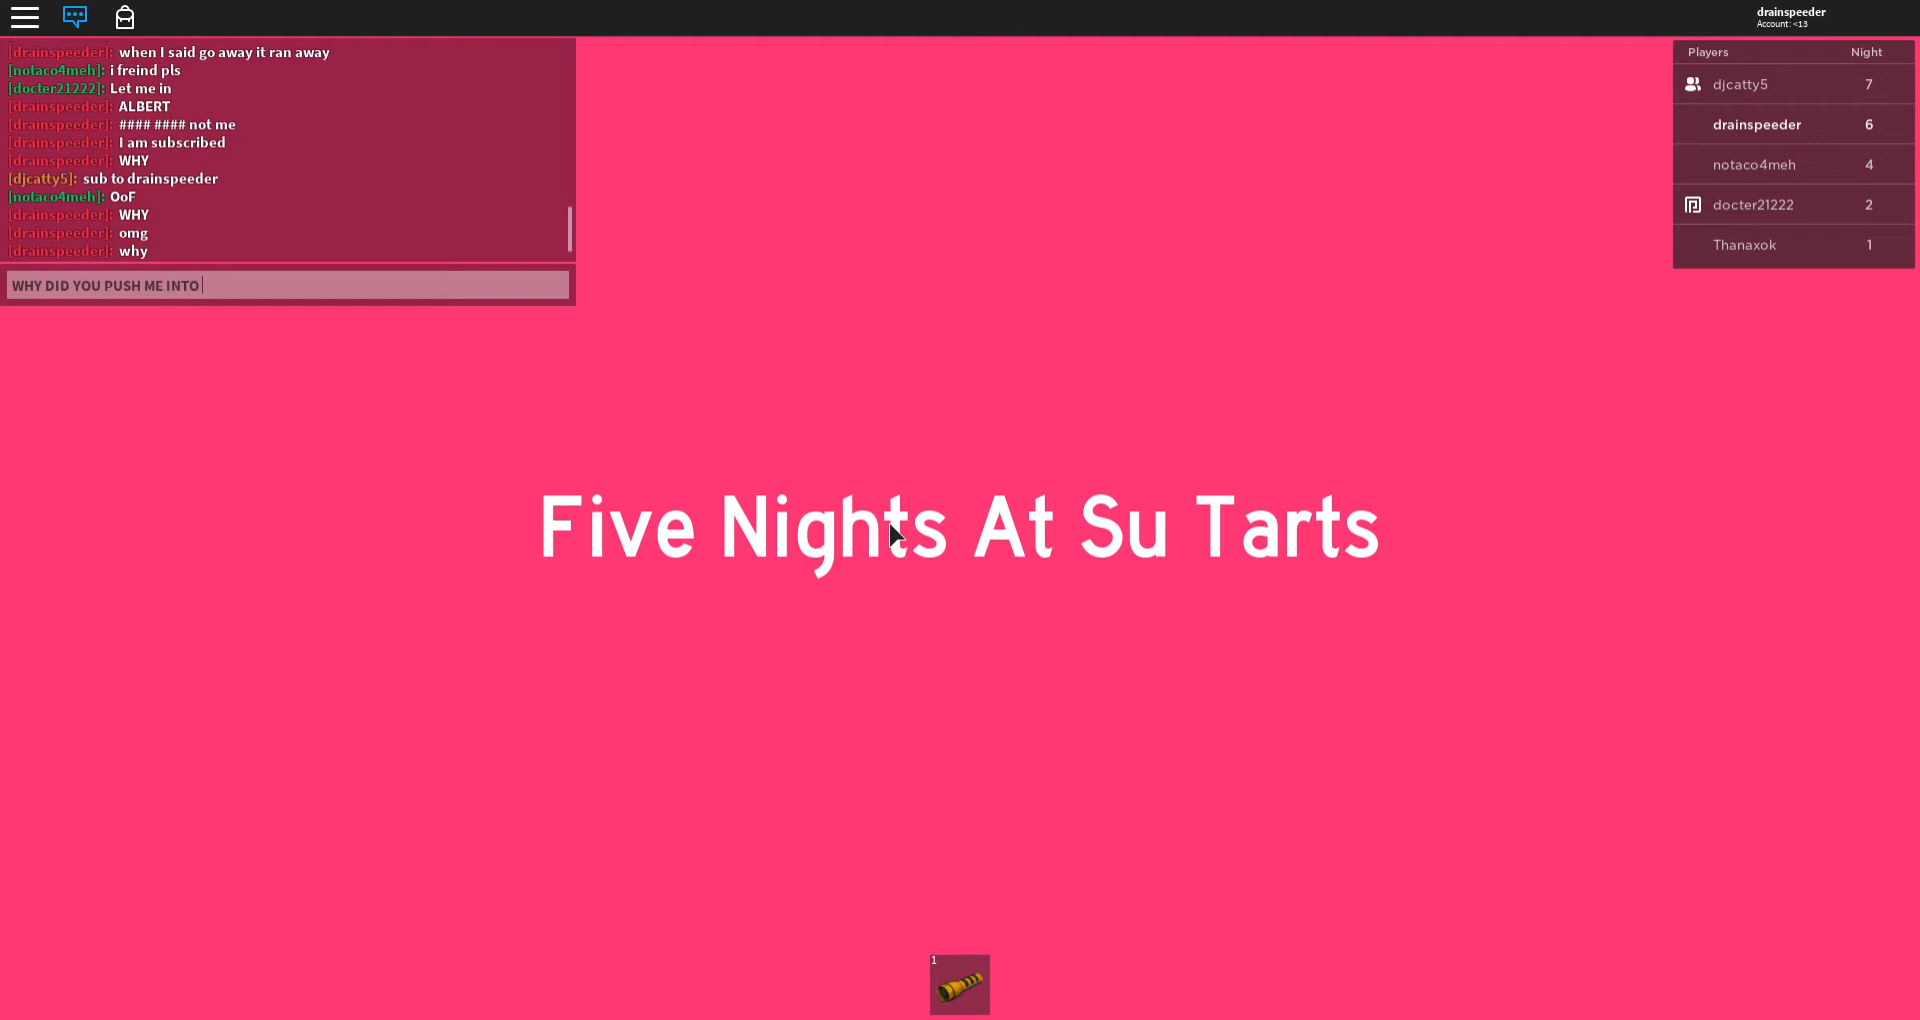 drainspeeder
Account: <13
[drainspeeder]: when I said go away it ran away
[notaco4meh]: i freind pls
[docter21222]: Let me in
[drainspeeder]: ALBERT
[drainspeeder]: #### #### not me
[drainspeeder]: I am subscribed
[drainspeeder]: WHY
[djcatty5]: sub to drainspeeder
[notaco4meh]: OoF
[drainspeeder]: WHY
[drainspeeder]: omg
[drainspeeder]: why
WHY DID YOU PUSH ME INTO
Players Night
djcatty5 7
drainspeeder 6
notaco4meh 4
docter21222 2
Thanaxok 1
Five Nights At Su Tarts
1